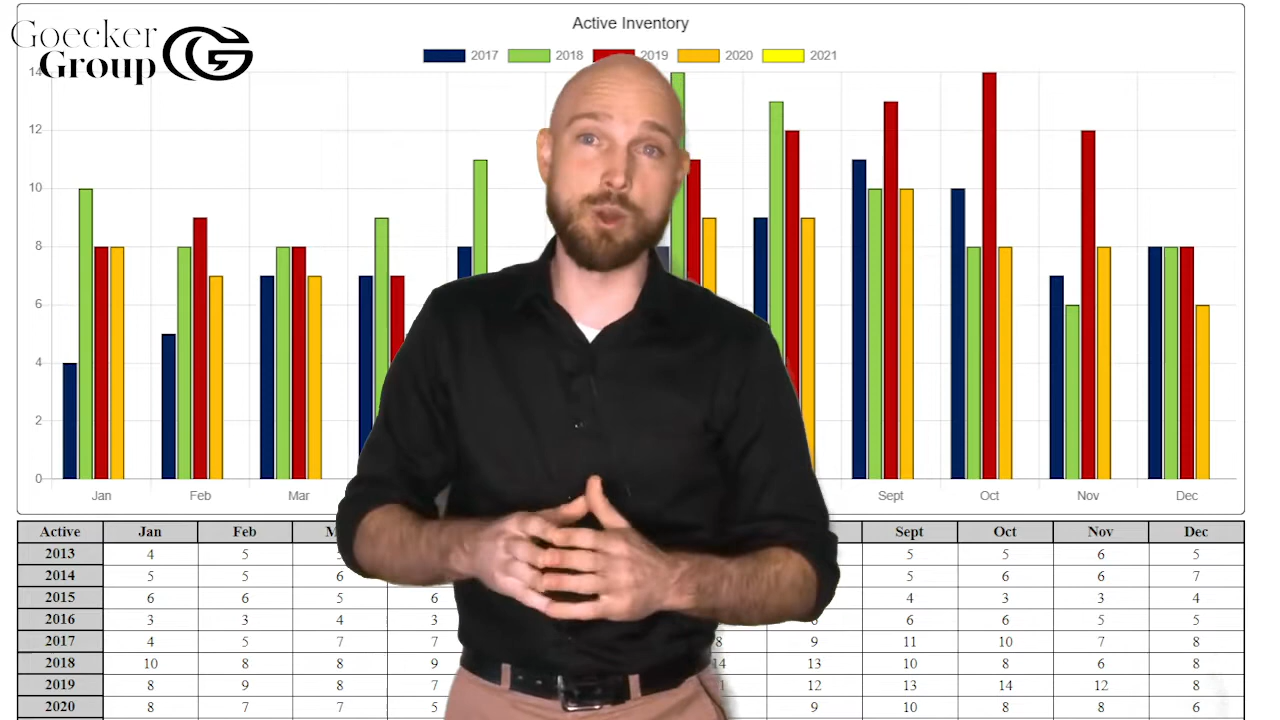 Active Inventory
Goecker
Group
2017 2018 2019 2020 2021
14
12
10
8
6
4
2
0
Jan Feb Mar Sept Oct Nov Dec
Active Jan Feb Sept Oct Nov Dec
2013 4 5 5 5 6 5
2014 5 5 6 5 6 6 7
2015 6 6 5 6 4 3 3 4
2016 3 3 4 3 6 6 5 5
2017 4 5 7 7 8 9 11 10 7 8
2018 10 8 8 9 14 13 10 8 6 8
2019 8 9 8 7 12 13 14 12 8
2020 8 7 7 5 9 10 8 8 6